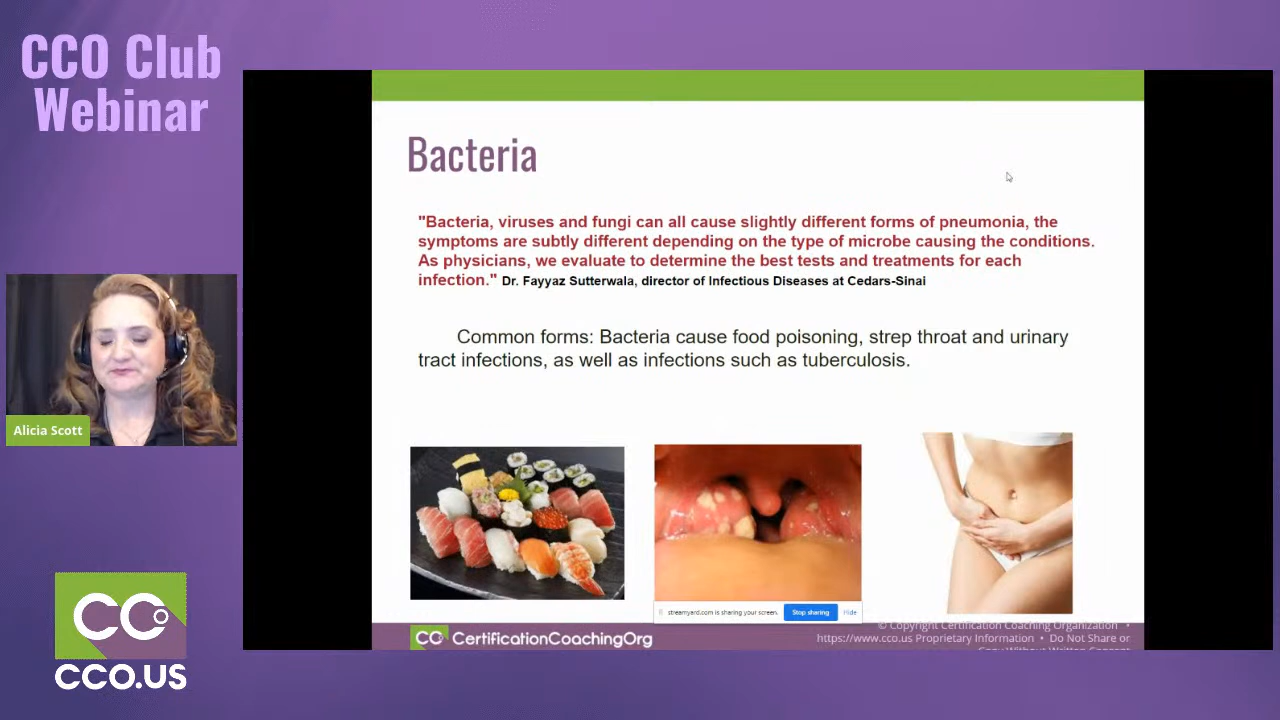 CCO Club
Webinar
Bacteria
"Bacteria, viruses and fungi can all cause slightly different forms of pneumonia, the
symptoms are subtly different depending on the type of microbe causing the conditions.
As physicians, we evaluate to determine the best tests and treatments for each
infection." Dr. Fayyaz Sutterwala, director of Infectious Diseases at Cedars-Sinai
Common forms: Bacteria cause food poisoning, strep throat and urinary
tract infections, as well as infections such as tuberculosis.
Alicia Scott
streamyard.com is sharing your screen. Stop sharing Hide
CCO CertificationCoachingOrg
© Copyright Certification Coaching Organization •
https://www.cco.us Proprietary Information • Do Not Share or
Copy Without Written Consent
CCO
CCO.US